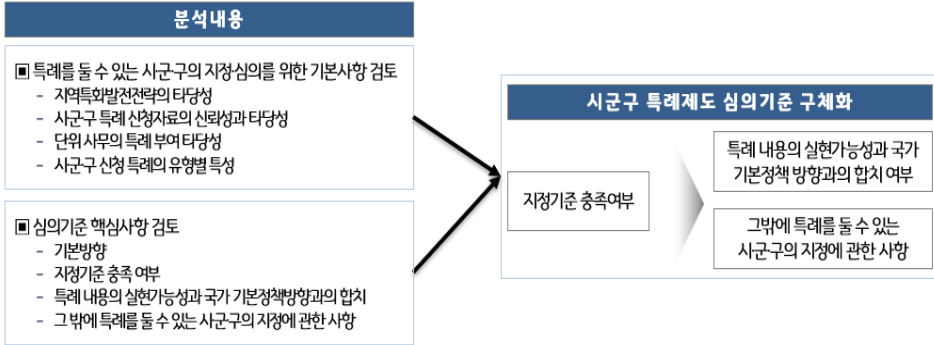 분석내용
▣ 특례를 둘 수 있는 시·군·구의 지정·심의를 위한 기본사항 검토
- 지역특화발전전략의 타당성
- 시군구 특례 신청자료의 신뢰성과 타당성
- 단위 사무의 특례 부여 타당성
- 시군구 신청 특례의 유형별 특성
▣ 심의기준 핵심사항 검토
- 기본방향
- 지정기준 충족 여부
- 특례 내용의 실현가능성과 국가 기본정책방향과의 합치
- 그 밖에 특례를 둘 수 있는 시군구의 지정에 관한 사항
시군구 특례제도 심의기준 구체화
지정기준 충족여부
특례 내용의 실현가능성과 국가
기본정책 방향과의 합치 여부
그밖에 특례를 둘 수 있는
시군구의 지정에 관한 사항